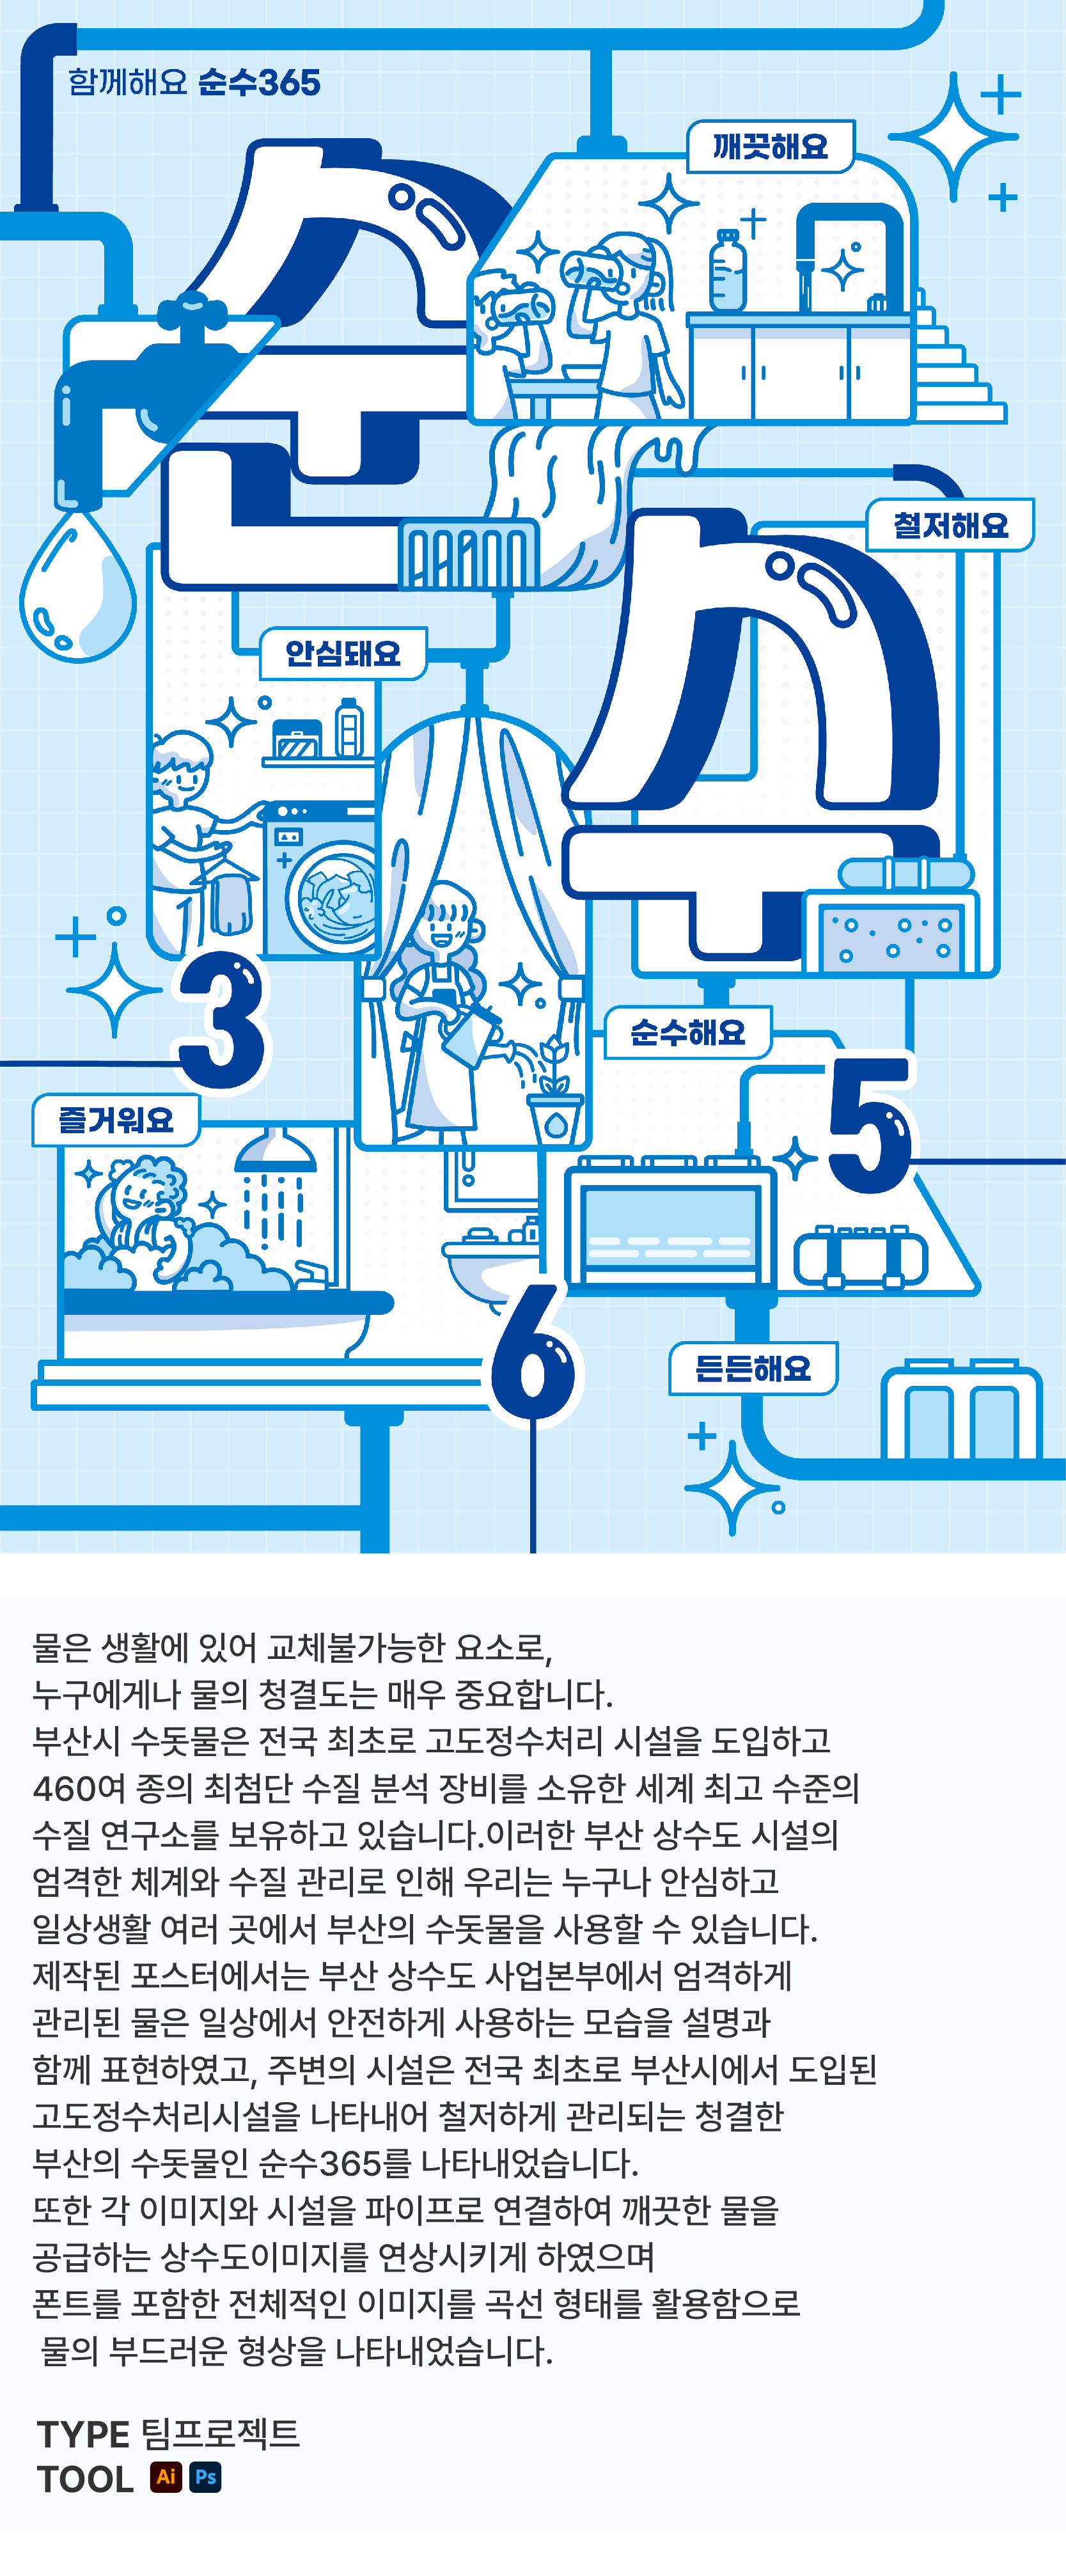 함께해요 순수365
깨끗해요
순
철저해요
수
안심돼요
3
순수해요
5
즐거워요
6
든든해요
물은 생활에 있어 교체불가능한 요소로,
누구에게나 물의 청결도는 매우 중요합니다.
부산시 수돗물은 전국 최초로 고도정수처리 시설을 도입하고
460여 종의 최첨단 수질 분석 장비를 소유한 세계 최고 수준의
수질 연구소를 보유하고 있습니다.이러한 부산 상수도 시설의
엄격한 체계와 수질 관리로 인해 우리는 누구나 안심하고
일상생활 여러 곳에서 부산의 수돗물을 사용할 수 있습니다.
제작된 포스터에서는 부산 상수도 사업본부에서 엄격하게
관리된 물은 일상에서 안전하게 사용하는 모습을 설명과
함께 표현하였고, 주변의 시설은 전국 최초로 부산시에서 도입된
고도정수처리시설을 나타내어 철저하게 관리되는 청결한
부산의 수돗물인 순수365를 나타내었습니다.
또한 각 이미지와 시설을 파이프로 연결하여 깨끗한 물을
공급하는 상수도이미지를 연상시키게 하였으며
폰트를 포함한 전체적인 이미지를 곡선 형태를 활용함으로
물의 부드러운 형상을 나타내었습니다.
TYPE 팀프로젝트
TOOL Ai Ps